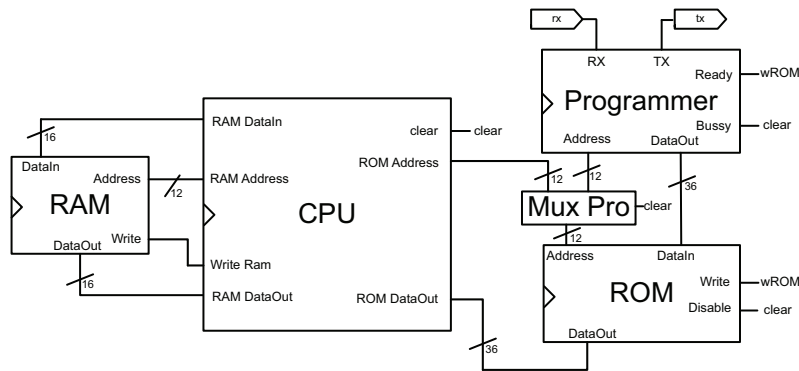 rx
tx
RX
TX
Ready
wROM
Programmer
Bussy
clear
Address
DataOut
12
12
36
Mux Pro
clear
12
Address
DataIn
ROM
Write
wROM
Disable
clear
DataOut
36
RAM DataIn
clear
clear
ROM Address
RAM Address
CPU
Write Ram
RAM DataOut
ROM DataOut
16
DataIn
Address
12
RAM
Write
DataOut
16